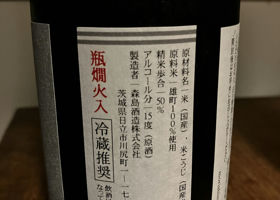 原材料名｜米（国産）・米こうじ（国産
原料米｜雄町100％使用
精米歩合｜50％
アルコール分｜15度（原酒）
製造者｜森島酒造株式会社
茨城県日立市川尻町
瓶燗火入
冷蔵推奨